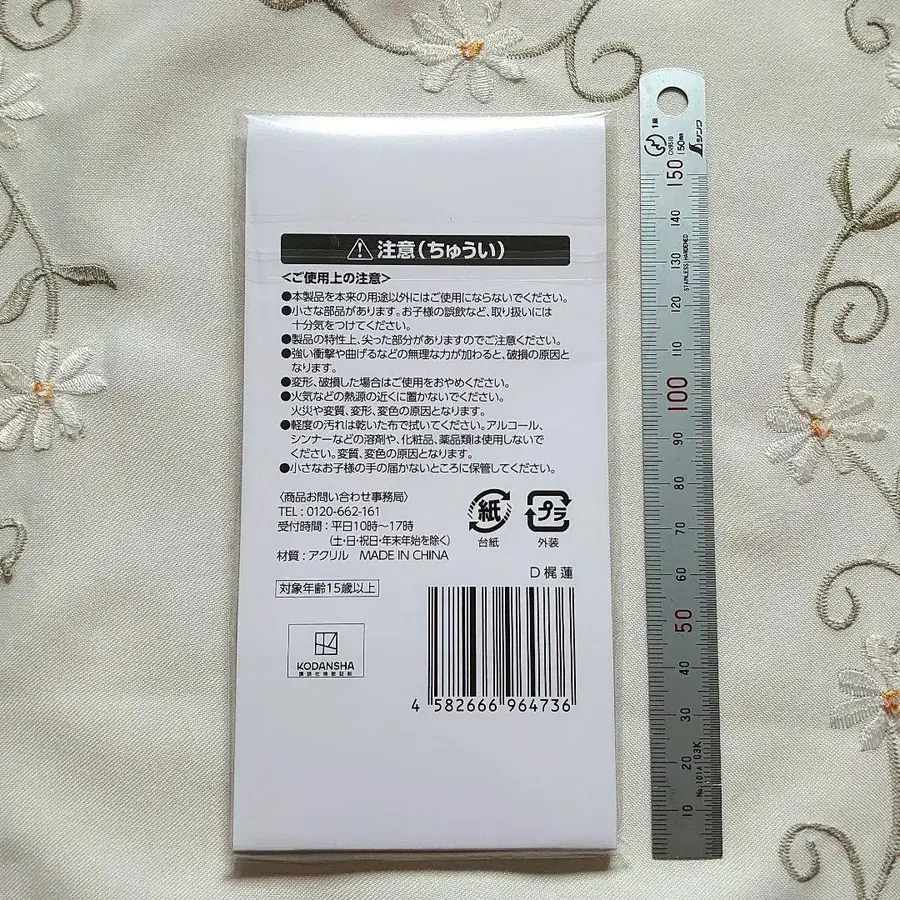 注意(ちゅうい)
<ご使用上の注意>
●本製品を本来の用途以外にはご使用にならないでください。
●小さな部品があります。お子様の誤飲など、取り扱いには
十分気をつけてください。
●製品の特性上、尖った部分がありますのでご注意ください。
●強い衝撃や曲げるなどの無理な力が加わると、破損の原因と
なります。
●変形、破損した場合はご使用をおやめください。
●火気などの熱源の近くに置かないでください。
火災や変質、変形、変色の原因となります。
●軽度の汚れは乾いた布で拭いてください。アルコール、
シンナーなどの溶剤や、化粧品、薬品類は使用しないで
ください。変質、変色の原因となります。
●小さなお子様の手の届かないところに保管してください。
〈商品お問い合わせ事務局〉
TEL:0120-662-161
受付時間:平日10時～17時
(土・日・祝日・年末年始を除く)
材質:アクリル MADE IN CHINA
紙
台紙
プラ
外装
D 梶蓮
対象年齢15歳以上
KODANSHA
講談社検数証紙
4 582666 964736
シンワ
1級
150㎜
150
140
130
STAINLESS HARDENED
120
110
100
90
80
70
60
50
40
30
20
10
No.101A 03K